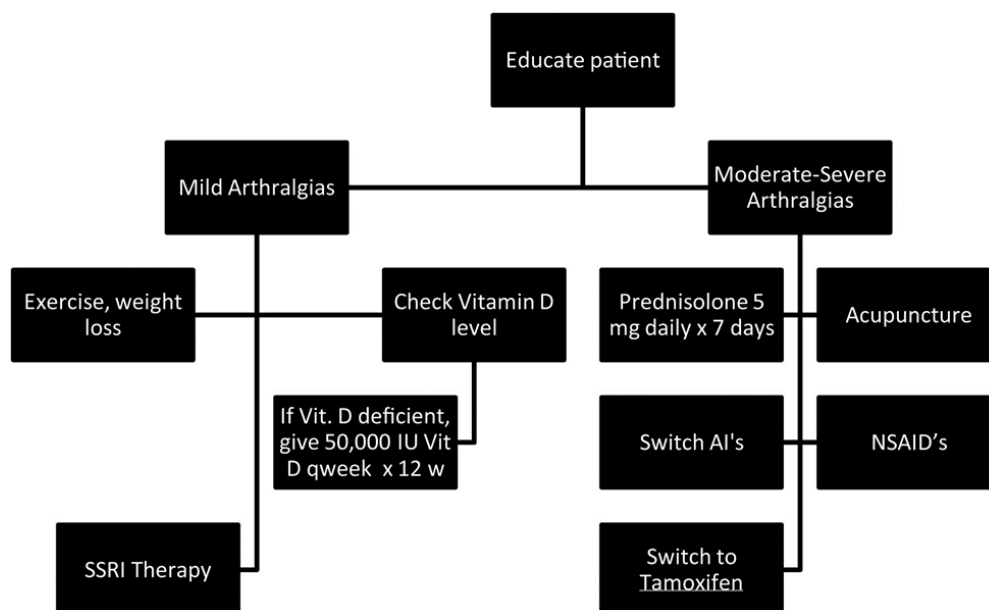 Educate patient
Mild Arthralgias
Moderate-Severe
Arthralgias
Exercise, weight
loss
Check Vitamin D
level
Prednisolone 5
mg daily x 7 days
Acupuncture
If Vit. D deficient,
give 50,000 IU Vit
D qweek  x 12 w
Switch AI's
NSAID’s
SSRI Therapy
Switch to
Tamoxifen